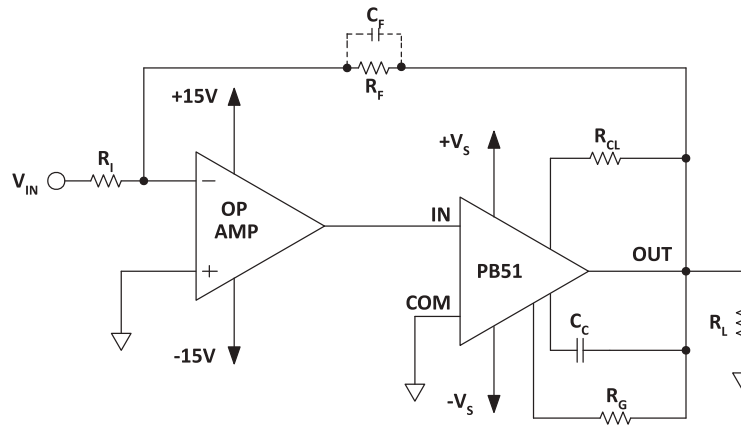 C_F
R_F
+15V
+V_S
R_CL
R_I
V_IN
−
OP
AMP
IN
OUT
+
PB51
COM
C_C
R_L
-15V
-V_S
R_G